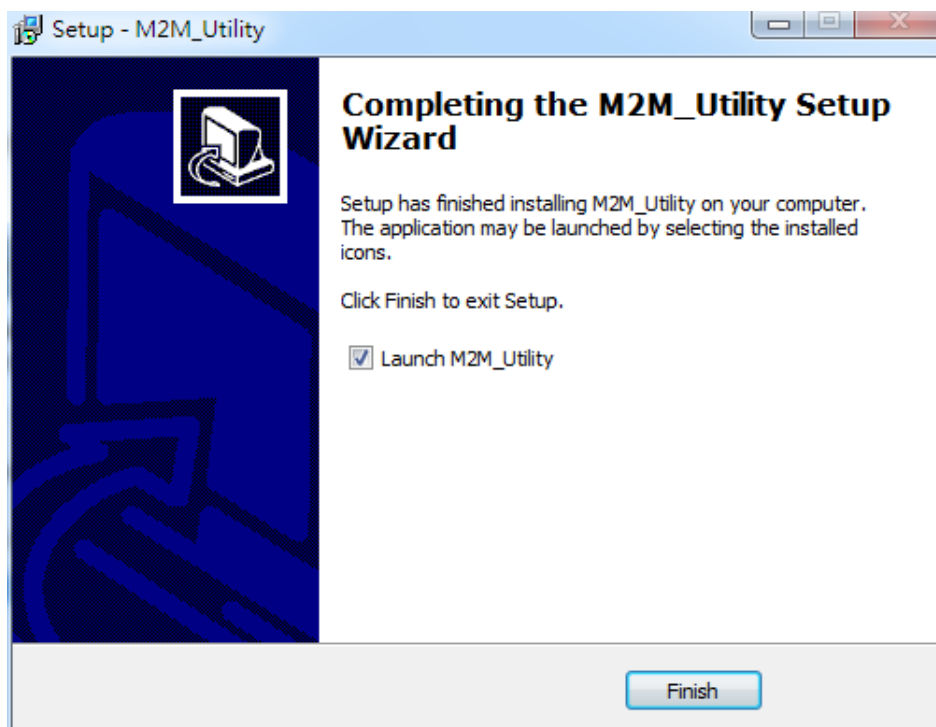 Setup - M2M_Utility
Completing the M2M_Utility Setup
Wizard
Setup has finished installing M2M_Utility on your computer.
The application may be launched by selecting the installed
icons.
Click Finish to exit Setup.
Launch M2M_Utility
Finish